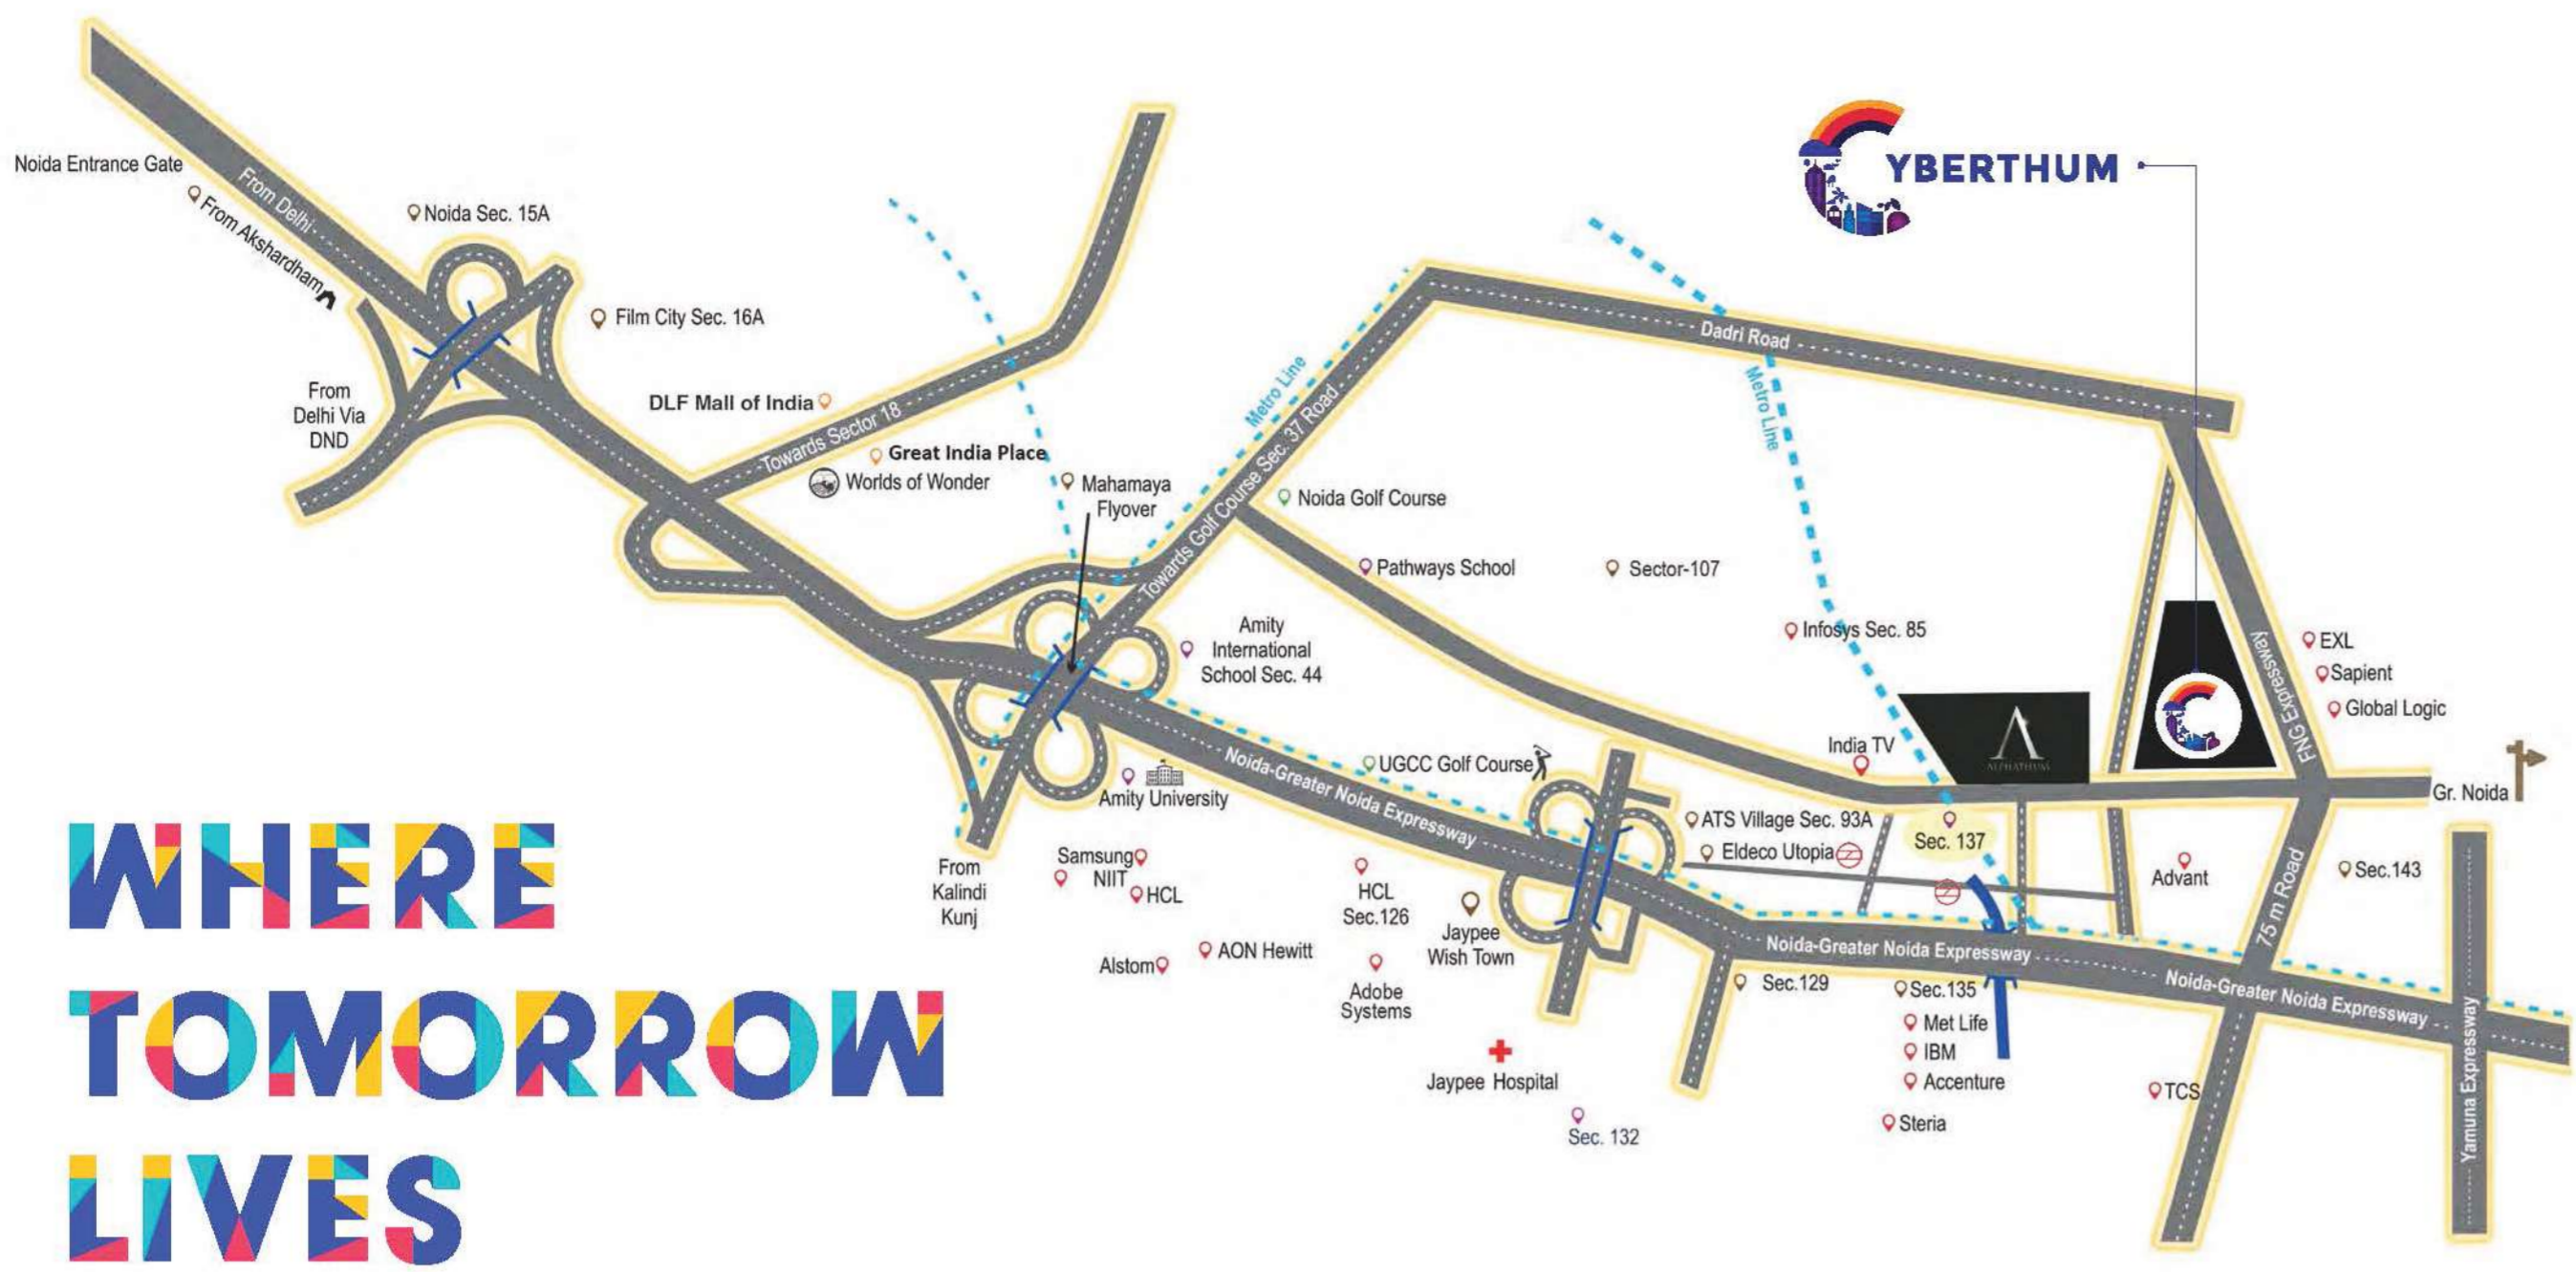 YBERTHUM
Noida Entrance Gate
From Akshardham
From Delhi
Noida Sec. 15A
Film City Sec. 16A
From
Delhi Via
DND
DLF Mall of India
Towards Sector 18
Great India Place
Worlds of Wonder
Mahamaya
Flyover
Metro Line
Towards Golf Course Sec. 37 Road
Dadri Road
Metro Line
Noida Golf Course
Pathways School
Sector-107
Amity
International
School Sec. 44
Infosys Sec. 85
FNG Expressway
EXL
Sapient
Global Logic
ALPHATHUM
India TV
UGCC Golf Course
Noida-Greater Noida Expressway
Amity University
Gr. Noida
ATS Village Sec. 93A
Eldeco Utopia
Sec. 137
Advant
75 m Road
Sec.143
From
Kalindi
Kunj
Samsung
NIIT
HCL
HCL
Sec.126
Jaypee
Wish Town
Alstom
AON Hewitt
Adobe
Systems
Noida-Greater Noida Expressway
Noida-Greater Noida Expressway
Sec.129
Sec.135
Met Life
IBM
Accenture
Steria
TCS
Yamuna Expressway
Jaypee Hospital
Sec. 132
WHERE
TOMORROW
LIVES